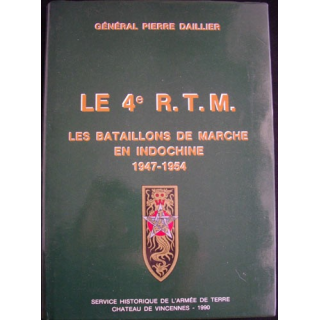 GÉNÉRAL PIERRE DAILLIER
LE 4e R.T.M.
LES BATAILLONS DE MARCHE
EN INDOCHINE
1947-1954
SERVICE HISTORIQUE DE L'ARMÉE DE TERRE
CHATEAU DE VINCENNES - 1990